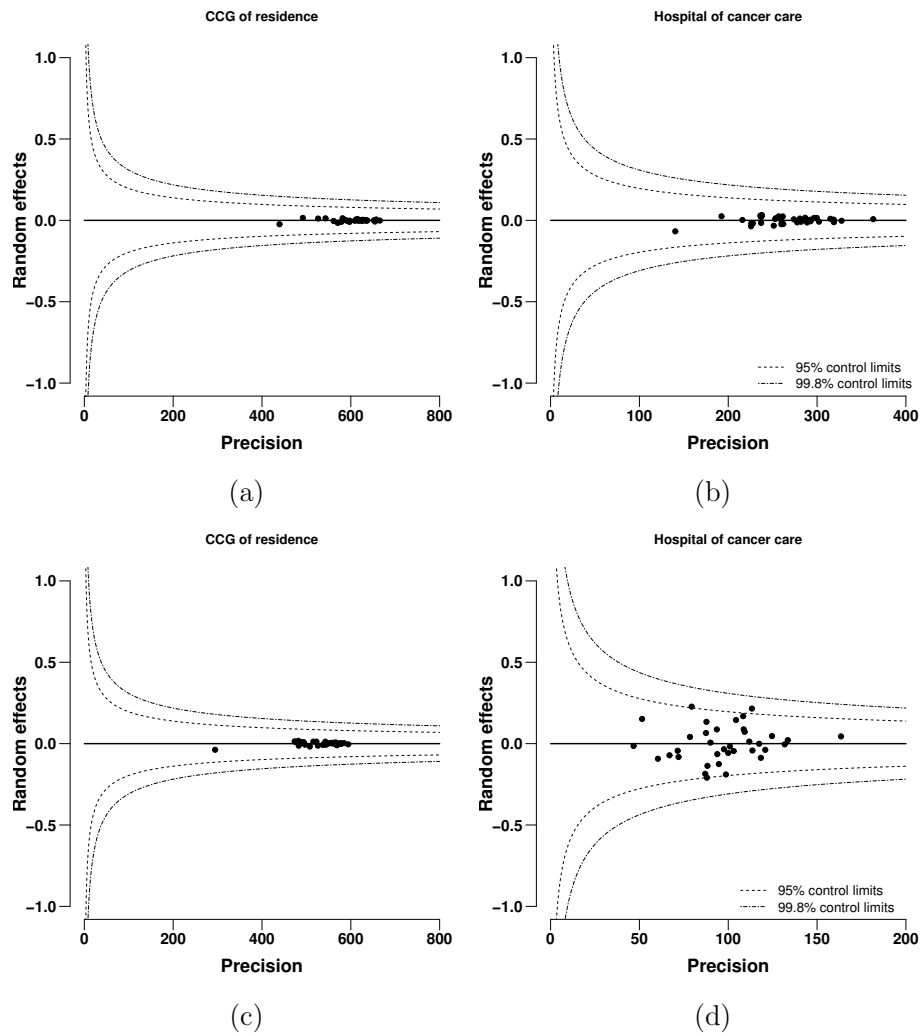 CCG of residence
1.0
0.5
0.0
−0.5
−1.0
Random effects
0 200 400 600 800
Precision
(a)
Hospital of cancer care
1.0
0.5
0.0
−0.5
−1.0
Random effects
95% control limits
99.8% control limits
0 100 200 300 400
Precision
(b)
CCG of residence
1.0
0.5
0.0
−0.5
−1.0
Random effects
0 200 400 600 800
Precision
(c)
Hospital of cancer care
1.0
0.5
0.0
−0.5
−1.0
Random effects
95% control limits
99.8% control limits
0 50 100 150 200
Precision
(d)